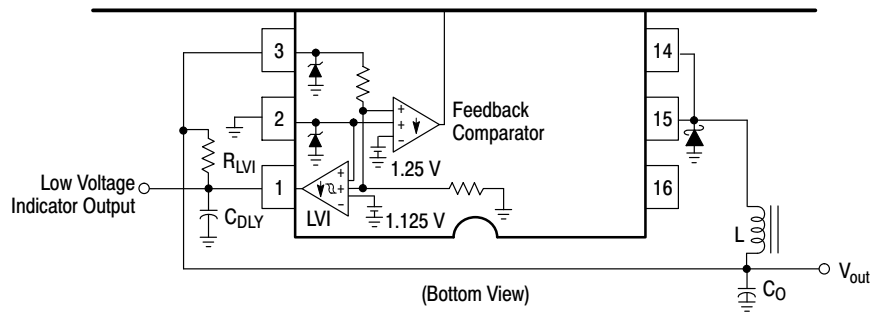 3
14
2
Feedback
Comparator
15
R_LVI
1.25 V
Low Voltage
Indicator Output
1
16
C_DLY
LVI
1.125 V
L
(Bottom View)
C_O
V_out
+
+
−
+
+
−